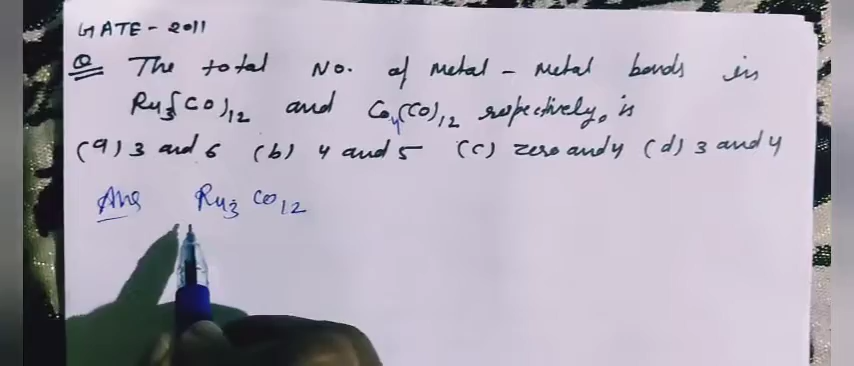 GATE - 2011
Q The total No. of metal - metal bonds in
Ru3(CO)12 and Co4(CO)12 respectively, is
(a) 3 and 6 (b) 4 and 5 (c) zero and 4 (d) 3 and 4
Ans Ru3 CO12